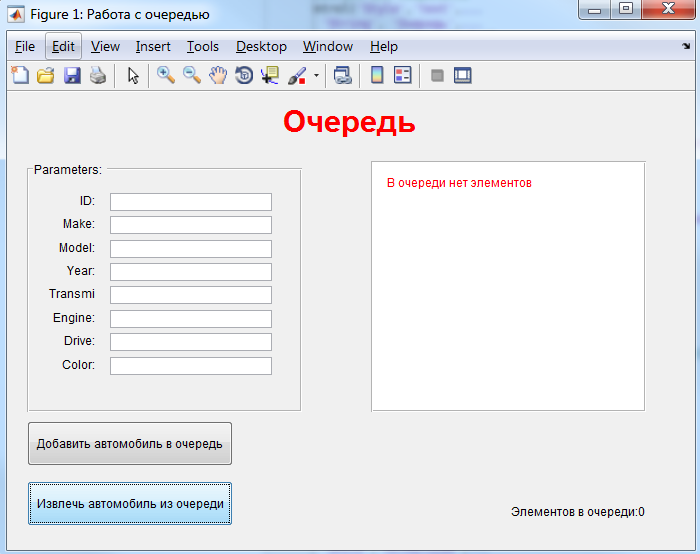 Figure 1: Работа с очередью
File Edit View Insert Tools Desktop Window Help
Очередь
Parameters:
ID:
Make:
Model:
Year:
Transmi
Engine:
Drive:
Color:
В очереди нет элементов
Добавить автомобиль в очередь
Извлечь автомобиль из очереди
Элементов в очереди:0